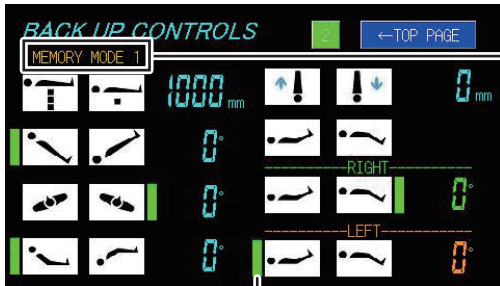 BACK UP CONTROLS
2
←TOP PAGE
MEMORY MODE 1
1000 mm
0 mm
0°
RIGHT
0°
0°
LEFT
0°
0°